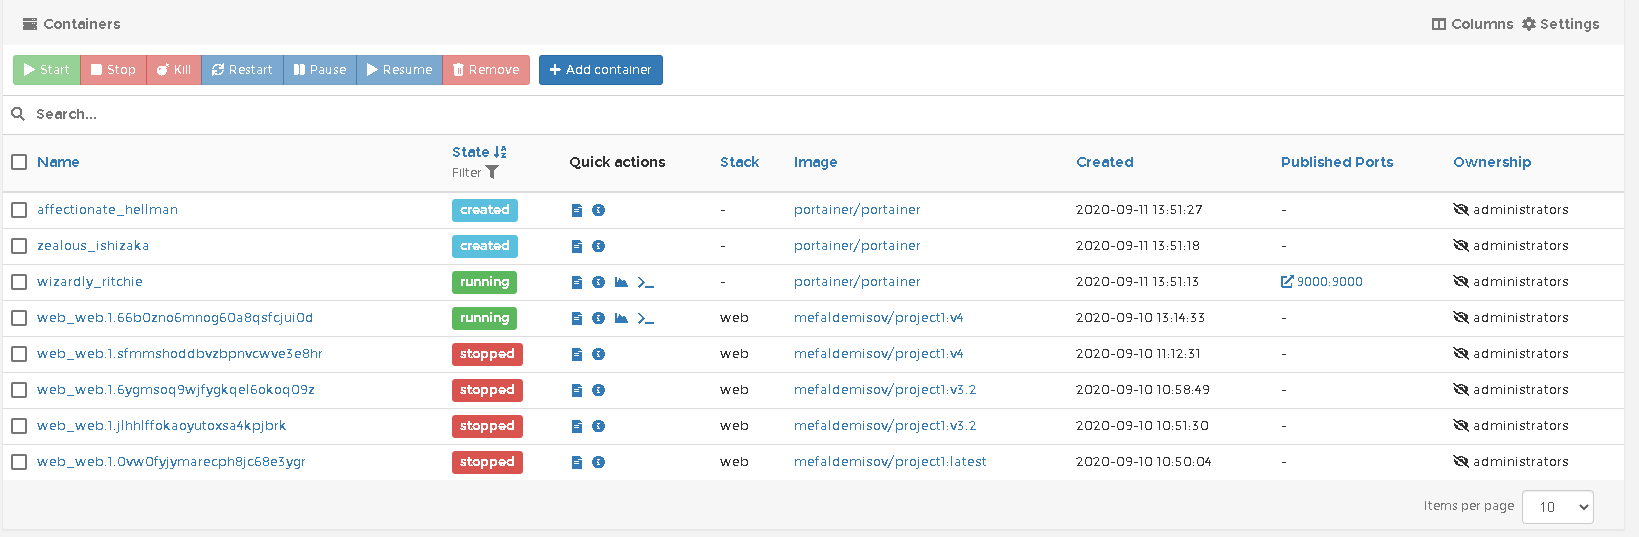 Containers Columns Settings
Start Stop Kill Restart Pause Resume Remove Add container
Search...
Name State Filter Quick actions Stack Image Created Published Ports Ownership
affectionate_hellman created - portainer/portainer 2020-09-11 13:51:27 - administrators
zealous_ishizaka created - portainer/portainer 2020-09-11 13:51:18 - administrators
wizardly_ritchie running - portainer/portainer 2020-09-11 13:51:13 9000:9000 administrators
web_web.1.66b0zno6mnog60a8qsfcjui0d running web mefaldemisov/project1:v4 2020-09-10 13:14:33 - administrators
web_web.1.sfmmshoddbvzbpnvcwve3e8hr stopped web mefaldemisov/project1:v4 2020-09-10 11:12:31 - administrators
web_web.1.6ygmsoq9wjfygkqel6okoq09z stopped web mefaldemisov/project1:v3.2 2020-09-10 10:58:49 - administrators
web_web.1.jlhhlffokaoyutoxsa4kpjbrk stopped web mefaldemisov/project1:v3.2 2020-09-10 10:51:30 - administrators
web_web.1.0vw0fyjymarecph8jc68e3ygr stopped web mefaldemisov/project1:latest 2020-09-10 10:50:04 - administrators
Items per page 10